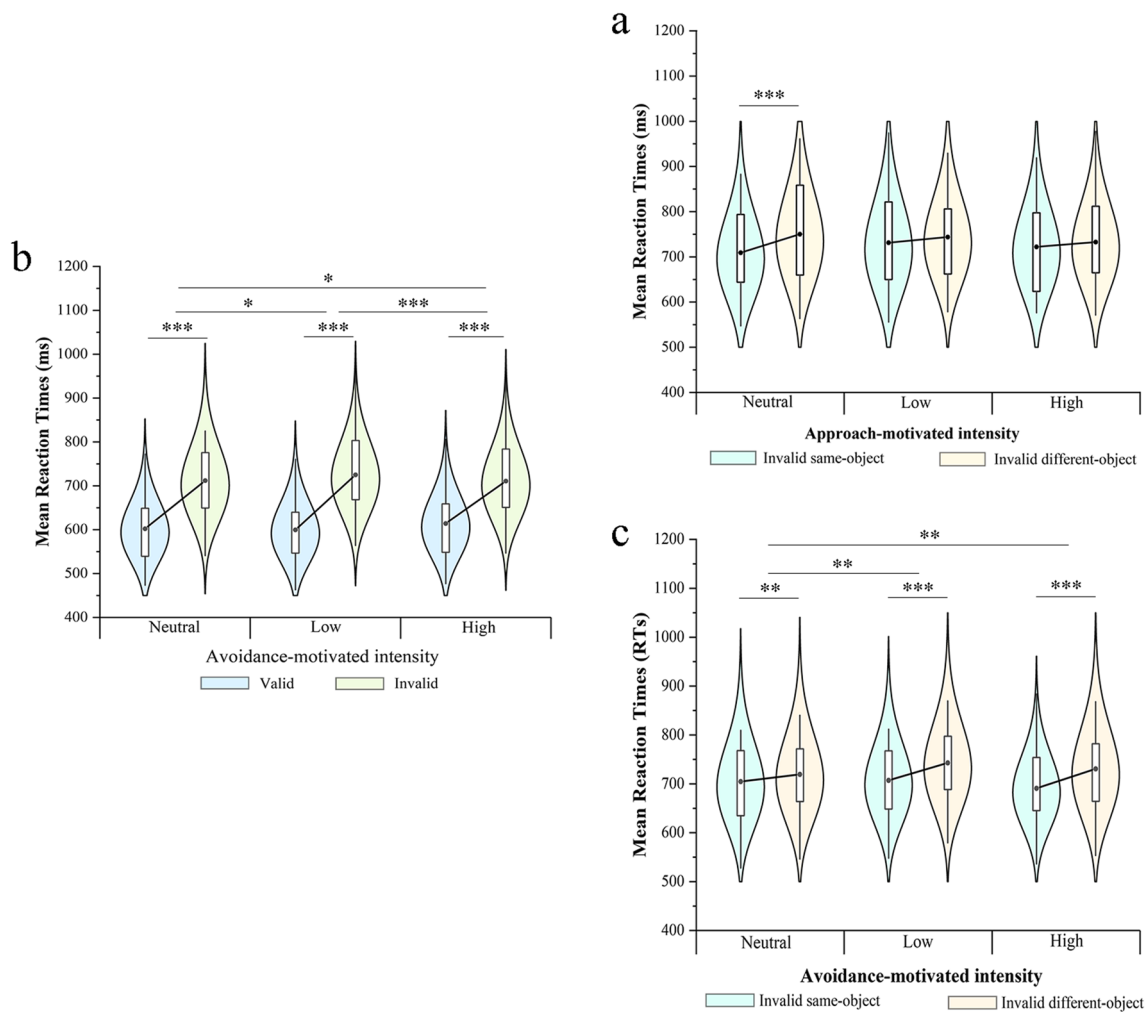 a
Mean Reaction Times (ms)
1200
1100
1000
900
800
700
600
500
400
***
Neutral
Low
High
Approach-motivated intensity
Invalid same-object
Invalid different-object
b
Mean Reaction Times (ms)
1200
1100
1000
900
800
700
600
500
400
*
*
***
***
***
***
Neutral
Low
High
Avoidance-motivated intensity
Valid
Invalid
c
Mean Reaction Times (RTs)
1200
1100
1000
900
800
700
600
500
400
**
**
**
***
***
Neutral
Low
High
Avoidance-motivated intensity
Invalid same-object
Invalid different-object